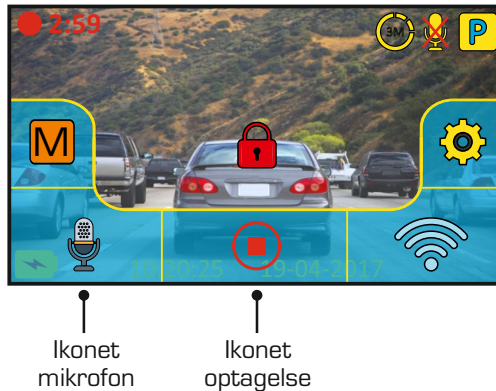 2:59
3M
P
M
10:20:25 19-04-2017
Ikonet
mikrofon
Ikonet
optagelse